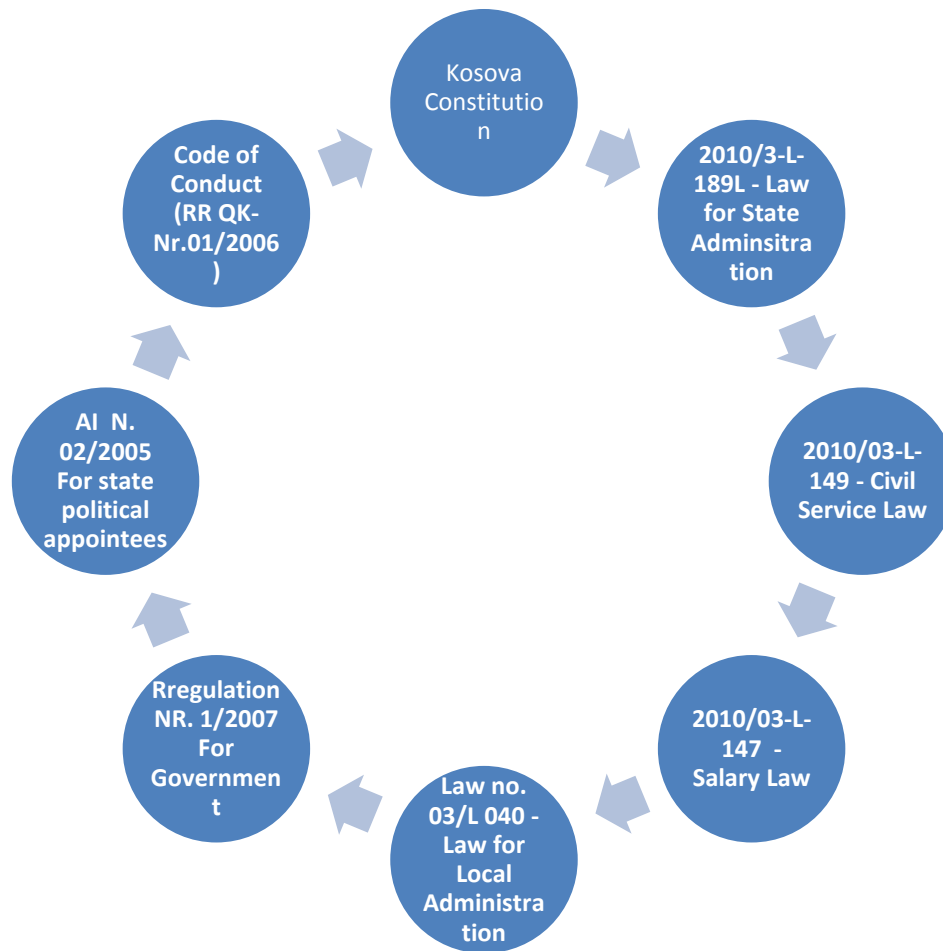 Kosova
Constitutio
n
2010/3-L-
189L - Law
for State
Adminsitra
tion
2010/03-L-
149 - Civil
Service Law
2010/03-L-
147 -
Salary Law
Law no.
03/L 040 -
Law for
Local
Administra
tion
Rregulation
NR. 1/2007
For
Governmen
t
AI N.
02/2005
For state
political
appointees
Code of
Conduct
(RR QK-
Nr.01/2006
)